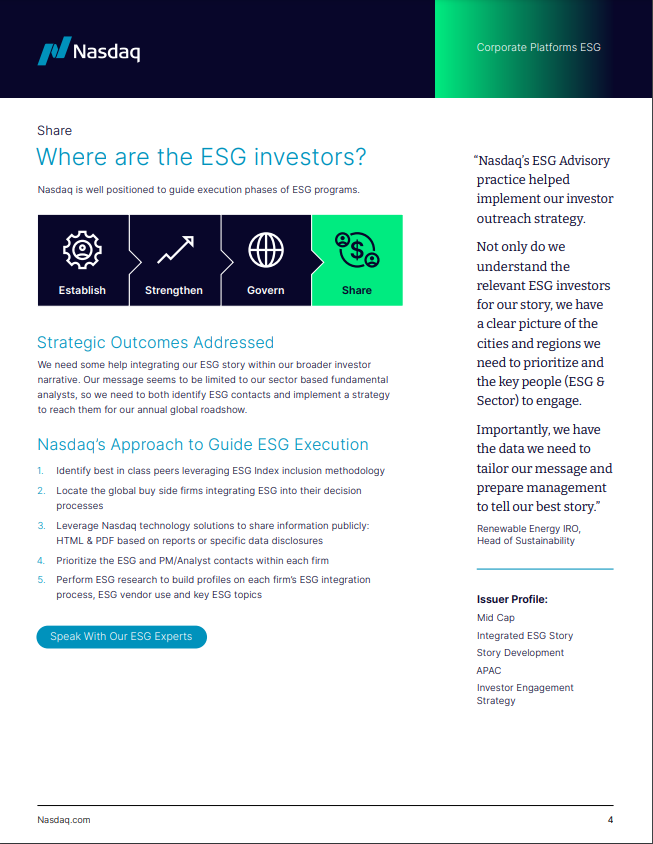 Nasdaq
Corporate Platforms ESG
Share
Where are the ESG investors?
Nasdaq is well positioned to guide execution phases of ESG programs.
Establish
Strengthen
Govern
Share
Strategic Outcomes Addressed
We need some help integrating our ESG story within our broader investor
narrative. Our message seems to be limited to our sector based fundamental
analysts, so we need to both identify ESG contacts and implement a strategy
to reach them for our annual global roadshow.
Nasdaq's Approach to Guide ESG Execution
1. Identify best in class peers leveraging ESG Index inclusion methodology
2. Locate the global buy side firms integrating ESG into their decision
processes
3. Leverage Nasdaq technology solutions to share information publicly:
HTML & PDF based on reports or specific data disclosures
4. Prioritize the ESG and PM/Analyst contacts within each firm
5. Perform ESG research to build profiles on each firm's ESG integration
process, ESG vendor use and key ESG topics
Speak With Our ESG Experts
“Nasdaq's ESG Advisory
practice helped
implement our investor
outreach strategy.
Not only do we
understand the
relevant ESG investors
for our story, we have
a clear picture of the
cities and regions we
need to prioritize and
the key people (ESG &
Sector) to engage.
Importantly, we have
the data we need to
tailor our message and
prepare management
to tell our best story.”
Renewable Energy IRO,
Head of Sustainability
Issuer Profile:
Mid Cap
Integrated ESG Story
Story Development
APAC
Investor Engagement
Strategy
Nasdaq.com
4